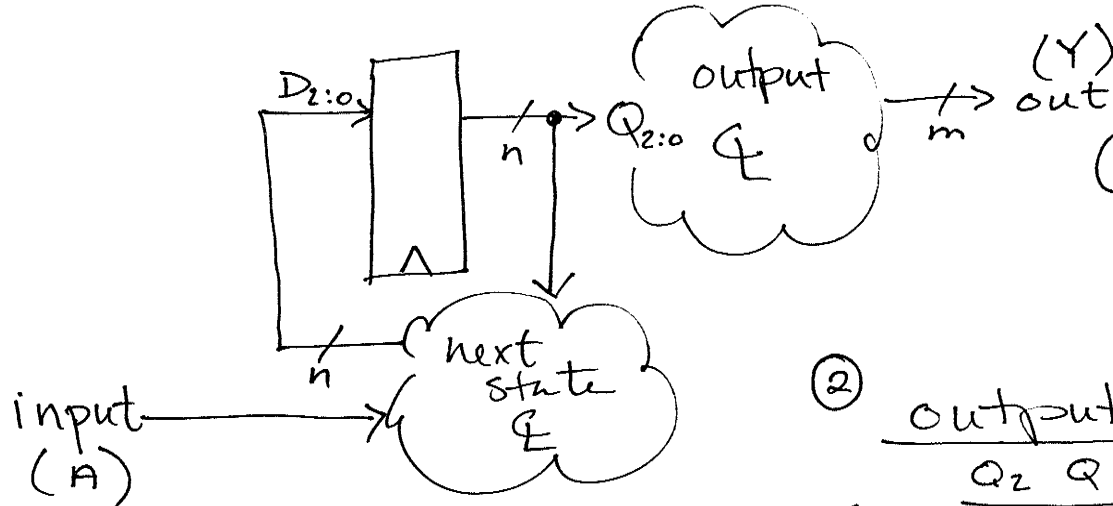 (Y)
output
out
D2:0
n
Q2:0
CL
m
(
next
state
CL
n
input
(A)
② output
Q2 Q